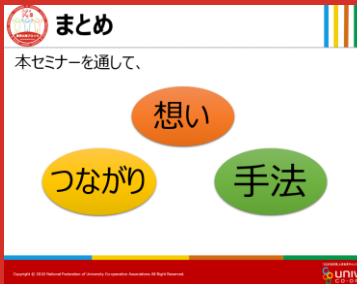 まとめ
本セミナーを通して、
想い
つながり
手法
Copyright © 2018 National Federation of University Co-operative Associations All Right Reserved.
univ
CO-OP